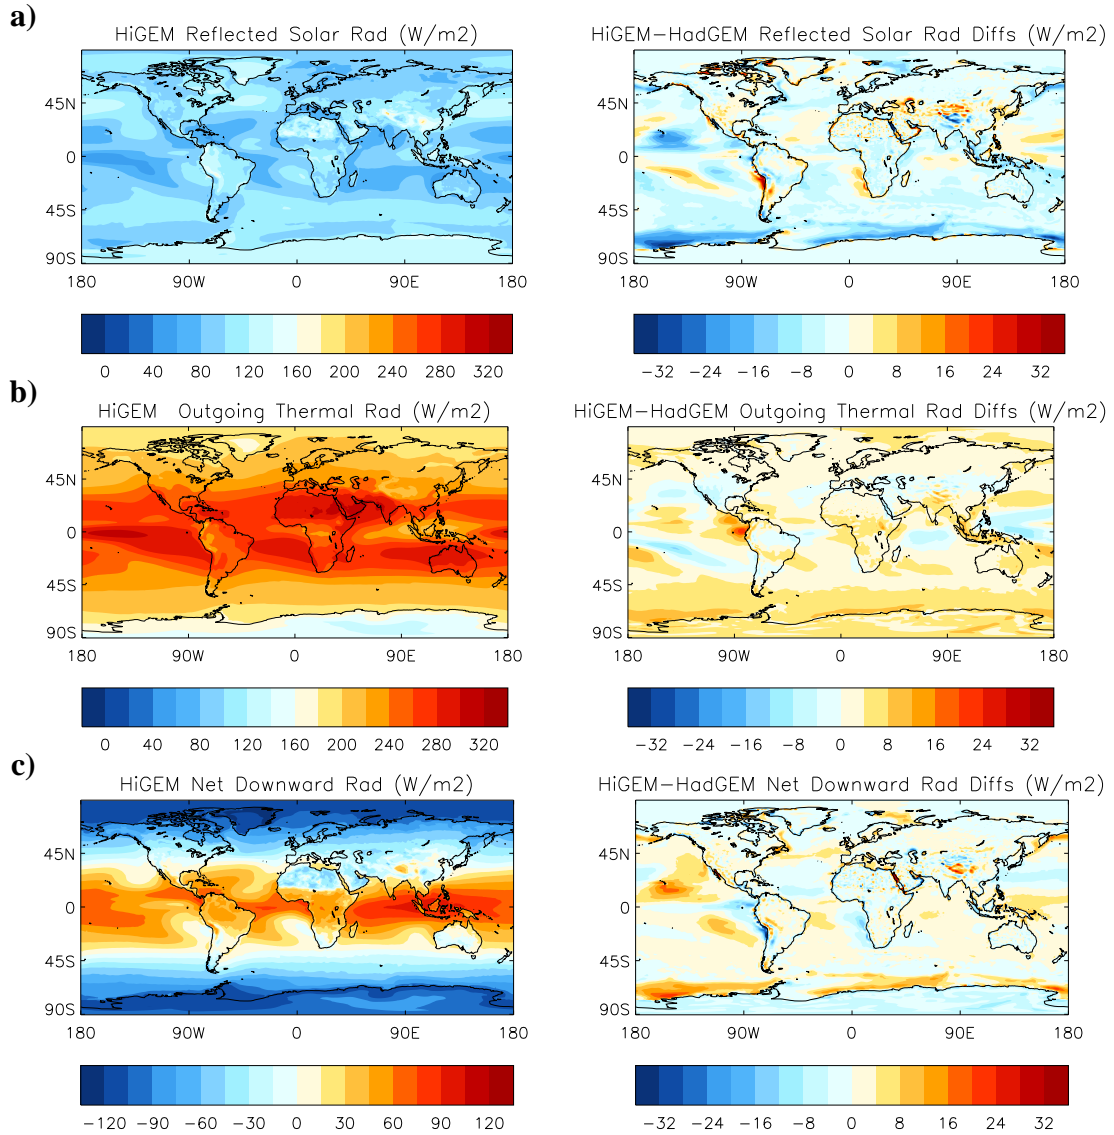 a)
HiGEM Reflected Solar Rad (W/m2)
HiGEM−HadGEM Reflected Solar Rad Diffs (W/m2)
45N
0
45S
90S
180 90W 0 90E 180
45N
0
45S
90S
180 90W 0 90E 180
0 40 80 120 160 200 240 280 320
−32 −24 −16 −8 0 8 16 24 32
b)
HiGEM Outgoing Thermal Rad (W/m2)
HiGEM−HadGEM Outgoing Thermal Rad Diffs (W/m2)
45N
0
45S
90S
180 90W 0 90E 180
45N
0
45S
90S
180 90W 0 90E 180
0 40 80 120 160 200 240 280 320
−32 −24 −16 −8 0 8 16 24 32
c)
HiGEM Net Downward Rad (W/m2)
HiGEM−HadGEM Net Downward Rad Diffs (W/m2)
45N
0
45S
90S
180 90W 0 90E 180
45N
0
45S
90S
180 90W 0 90E 180
−120 −90 −60 −30 0 30 60 90 120
−32 −24 −16 −8 0 8 16 24 32